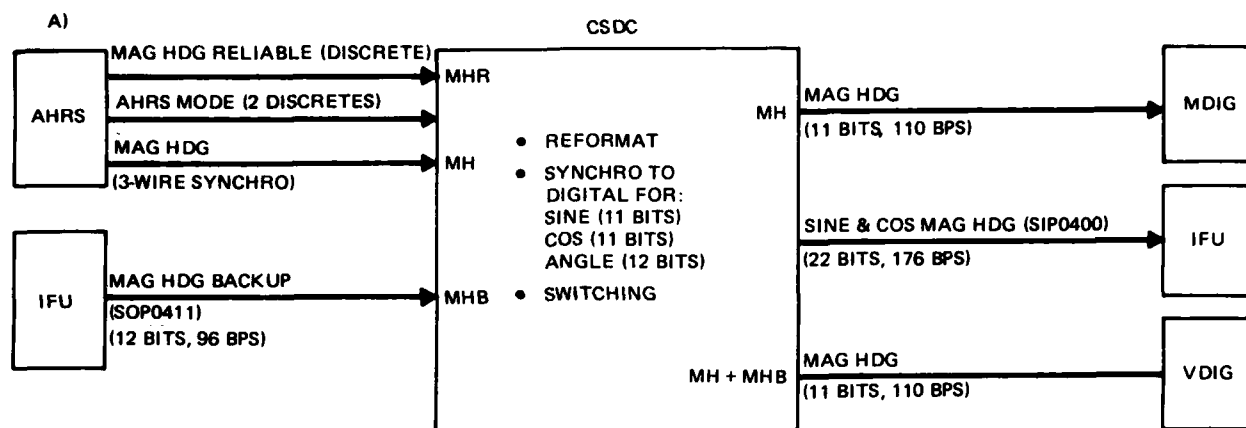 A)
CSDC
AHRS
MAG HDG RELIABLE (DISCRETE)
MHR
AHRS MODE (2 DISCRETES)
MAG HDG
(3-WIRE SYNCHRO)
MH
IFU
MAG HDG BACKUP
(SOP0411)
(12 BITS, 96 BPS)
MHB
• REFORMAT
• SYNCHRO TO
DIGITAL FOR:
SINE (11 BITS)
COS (11 BITS)
ANGLE (12 BITS)
• SWITCHING
MH
MAG HDG
(11 BITS, 110 BPS)
MDIG
SINE & COS MAG HDG (SIP0400)
(22 BITS, 176 BPS)
IFU
MH + MHB
MAG HDG
(11 BITS, 110 BPS)
VDIG